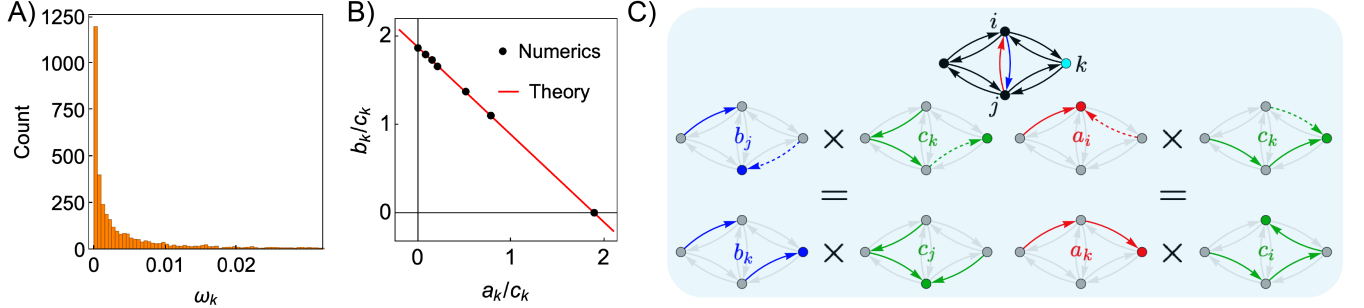 A)
1250
1000
750
500
250
0
Count
0
0.01
0.02
ω_k
B)
2
1
0
b_k/c_k
Numerics
Theory
0
1
2
a_k/c_k
C)
i
k
j
b_j × c_k
a_i × c_k
= =
b_k × c_j
a_k × c_i